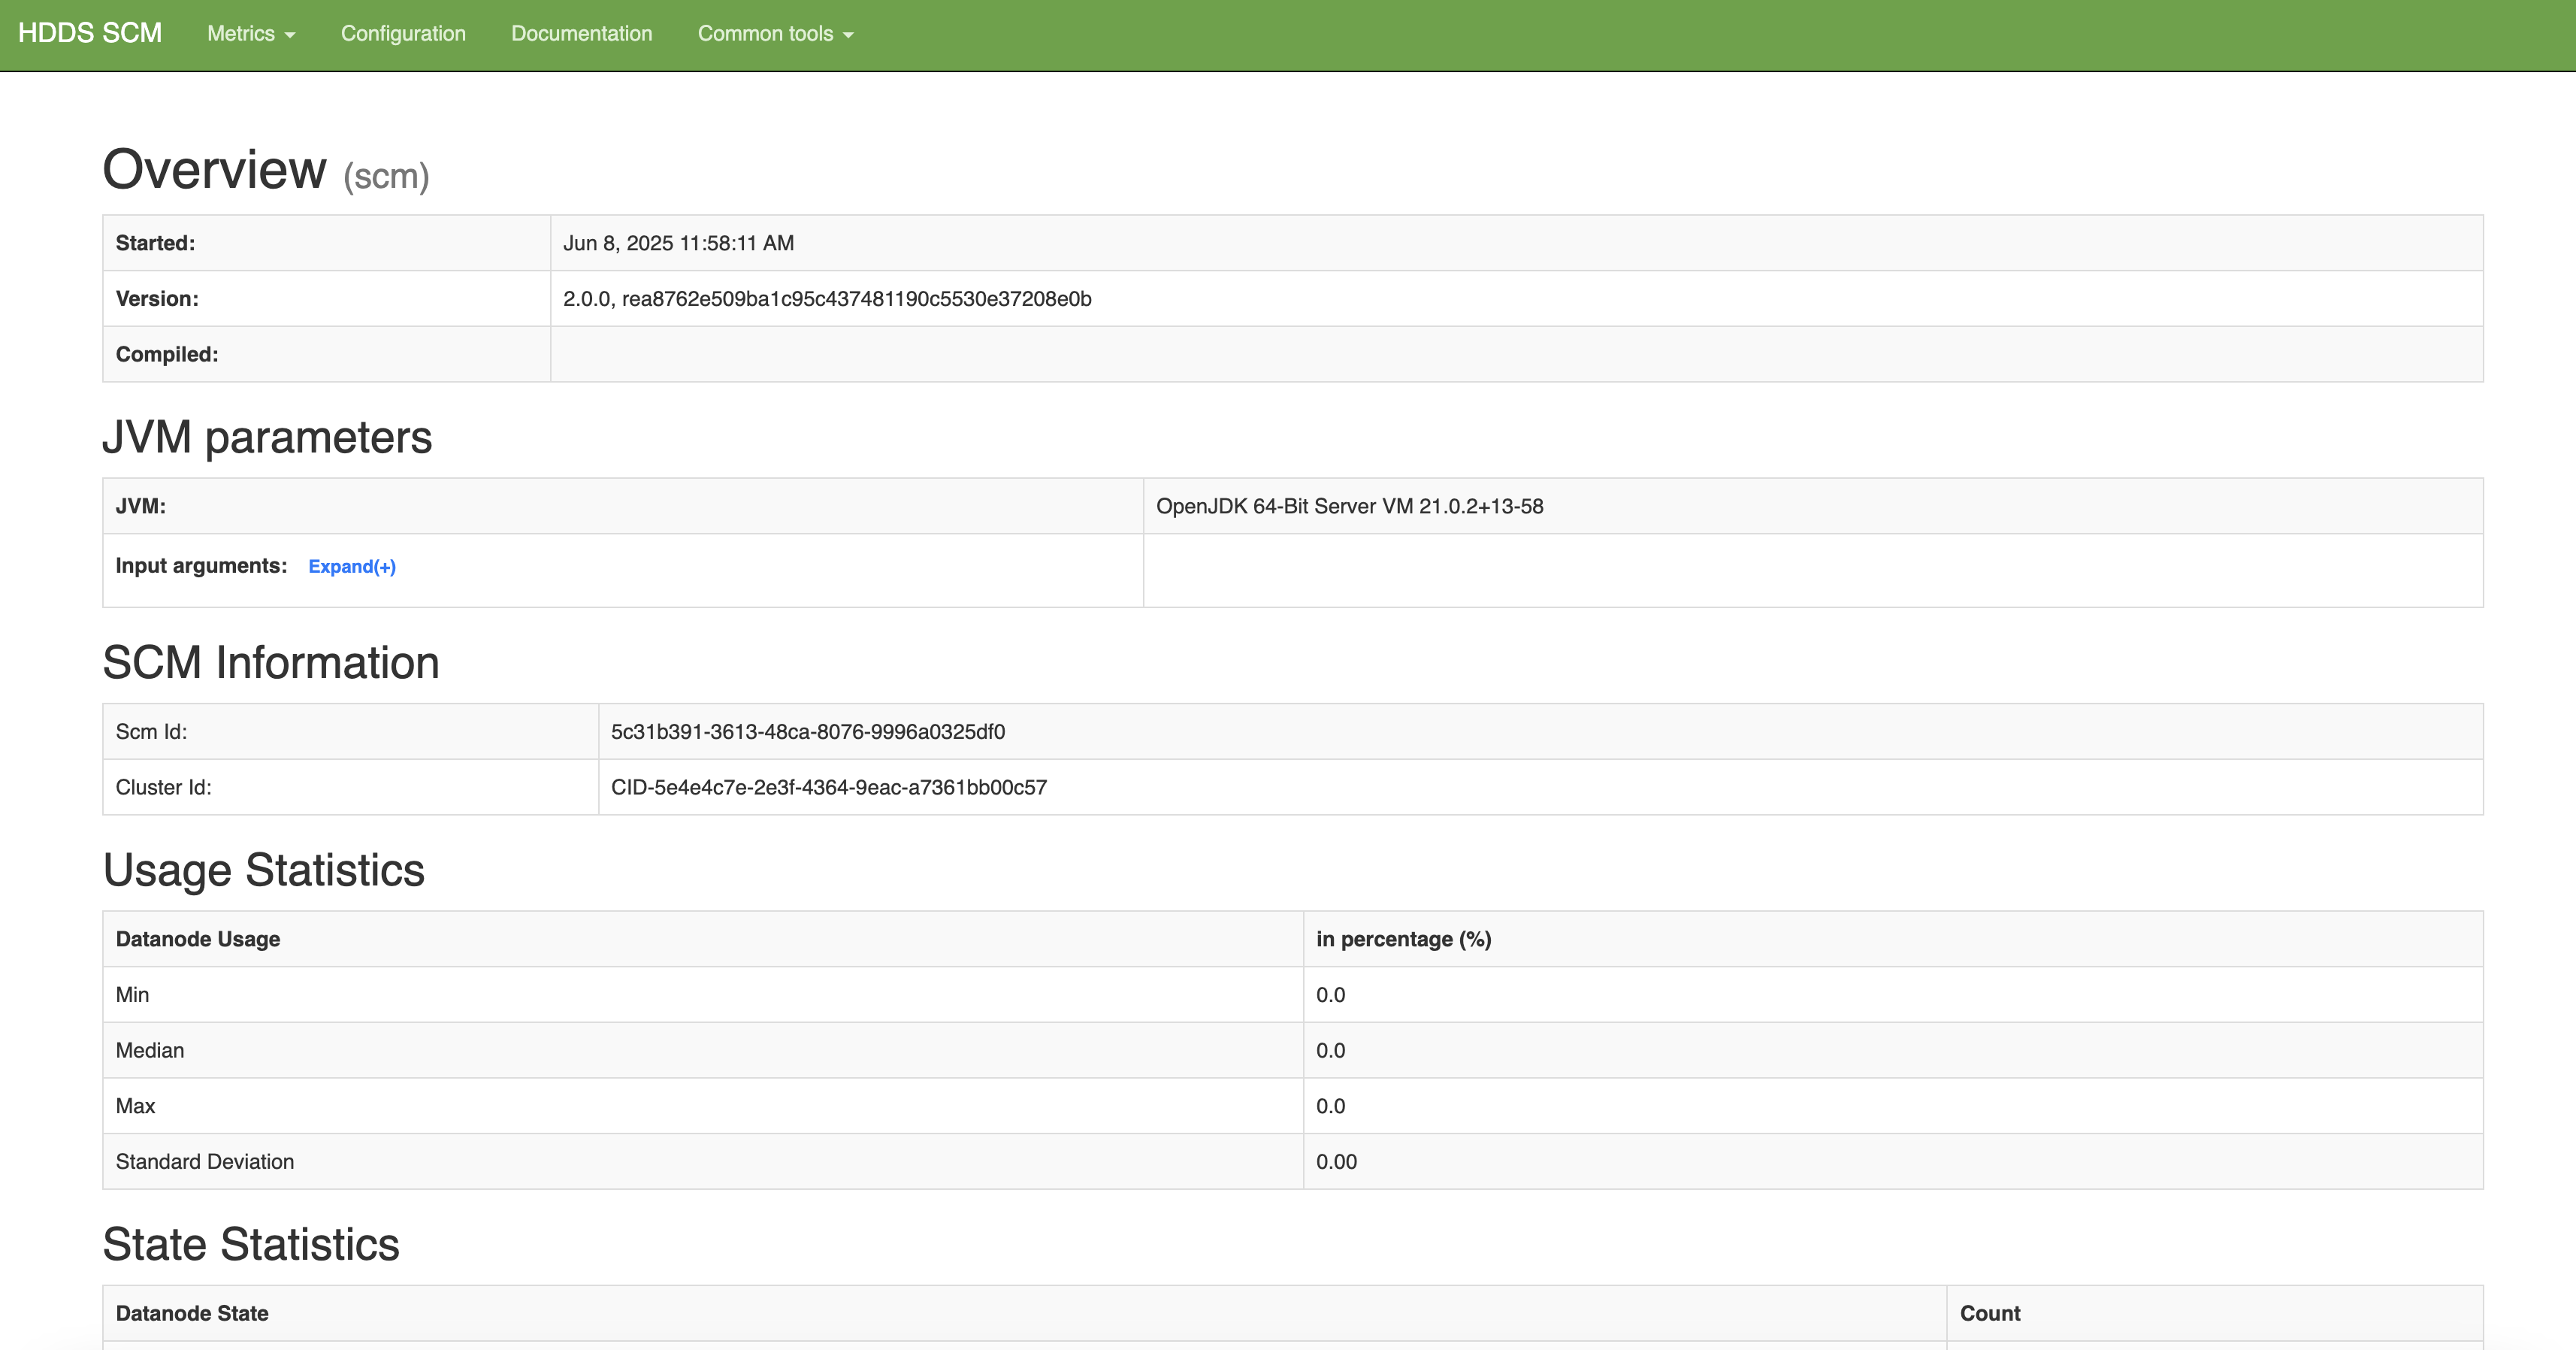 HDDS SCM Metrics Configuration Documentation Common tools
Overview (scm)
Started: Jun 8, 2025 11:58:11 AM
Version: 2.0.0, rea8762e509ba1c95c437481190c5530e37208e0b
Compiled:
JVM parameters
JVM: OpenJDK 64-Bit Server VM 21.0.2+13-58
Input arguments: Expand(+)
SCM Information
Scm Id: 5c31b391-3613-48ca-8076-9996a0325df0
Cluster Id: CID-5e4e4c7e-2e3f-4364-9eac-a7361bb00c57
Usage Statistics
Datanode Usage in percentage (%)
Min 0.0
Median 0.0
Max 0.0
Standard Deviation 0.00
State Statistics
Datanode State Count